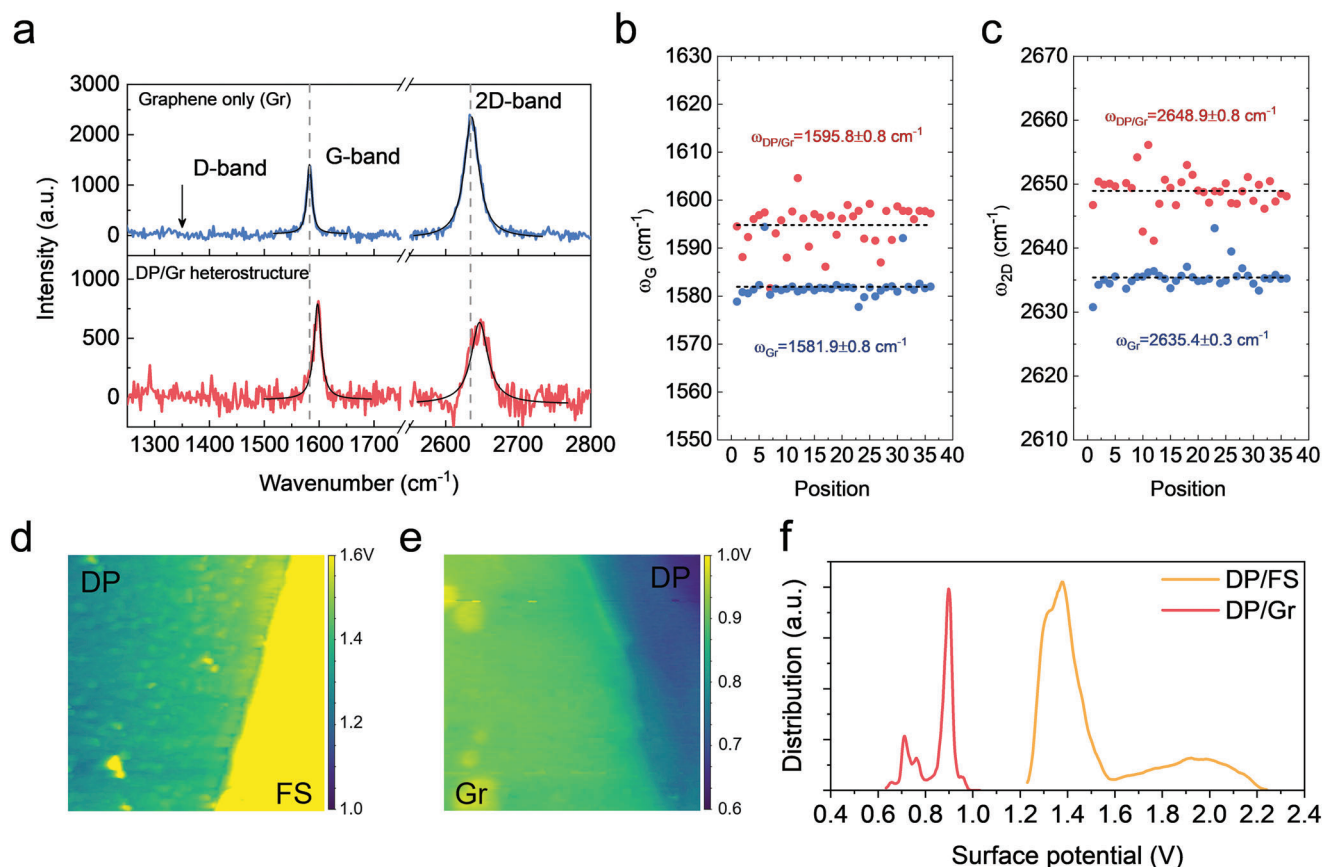 a
3000
2000
1000
0
Graphene only (Gr)
D-band
G-band
2D-band
1000
500
0
DP/Gr heterostructure
1300 1400 1500 1600 1700 2600 2700 2800
Intensity (a.u.)
Wavenumber (cm⁻¹)
b
1630
1620
1610
1600
1590
1580
1570
1560
1550
ω_DP/Gr=1595.8±0.8 cm⁻¹
ω_Gr=1581.9±0.8 cm⁻¹
0 5 10 15 20 25 30 35 40
ω_G (cm⁻¹)
Position
c
2670
2660
2650
2640
2630
2620
2610
ω_DP/Gr=2648.9±0.8 cm⁻¹
ω_Gr=2635.4±0.3 cm⁻¹
0 5 10 15 20 25 30 35 40
ω_2D (cm⁻¹)
Position
d
DP
FS
1.6V
1.4
1.2
1.0
e
DP
Gr
1.0V
0.9
0.8
0.7
0.6
f
DP/FS
DP/Gr
Distribution (a.u.)
0.4 0.6 0.8 1.0 1.2 1.4 1.6 1.8 2.0 2.2 2.4
Surface potential (V)